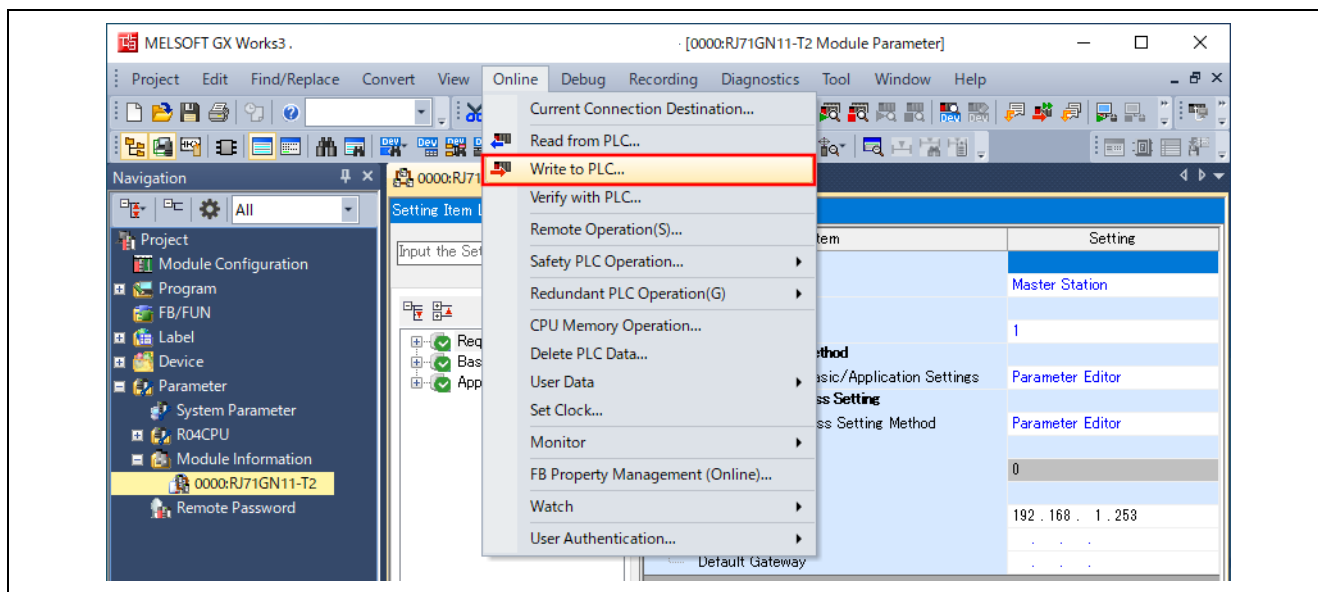 MELSOFT GX Works3 .
· [0000:RJ71GN11-T2 Module Parameter]
Project Edit Find/Replace Convert View Online Debug Recording Diagnostics Tool Window Help
Current Connection Destination...
Read from PLC...
Write to PLC...
Verify with PLC...
Remote Operation(S)...
Safety PLC Operation...
Redundant PLC Operation(G)
CPU Memory Operation...
Delete PLC Data...
User Data
Set Clock...
Monitor
FB Property Management (Online)...
Watch
User Authentication...
Navigation
All
Project
Module Configuration
Program
FB/FUN
Label
Device
Parameter
System Parameter
R04CPU
Module Information
0000:RJ71GN11-T2
Remote Password
0000:RJ71
Setting Item L
Input the Set
Req
Bas
App
tem Setting
Master Station
1
ethod
asic/Application Settings Parameter Editor
ss Setting
ss Setting Method Parameter Editor
0
192 . 168 . 1 . 253
. . .
Default Gateway . . .